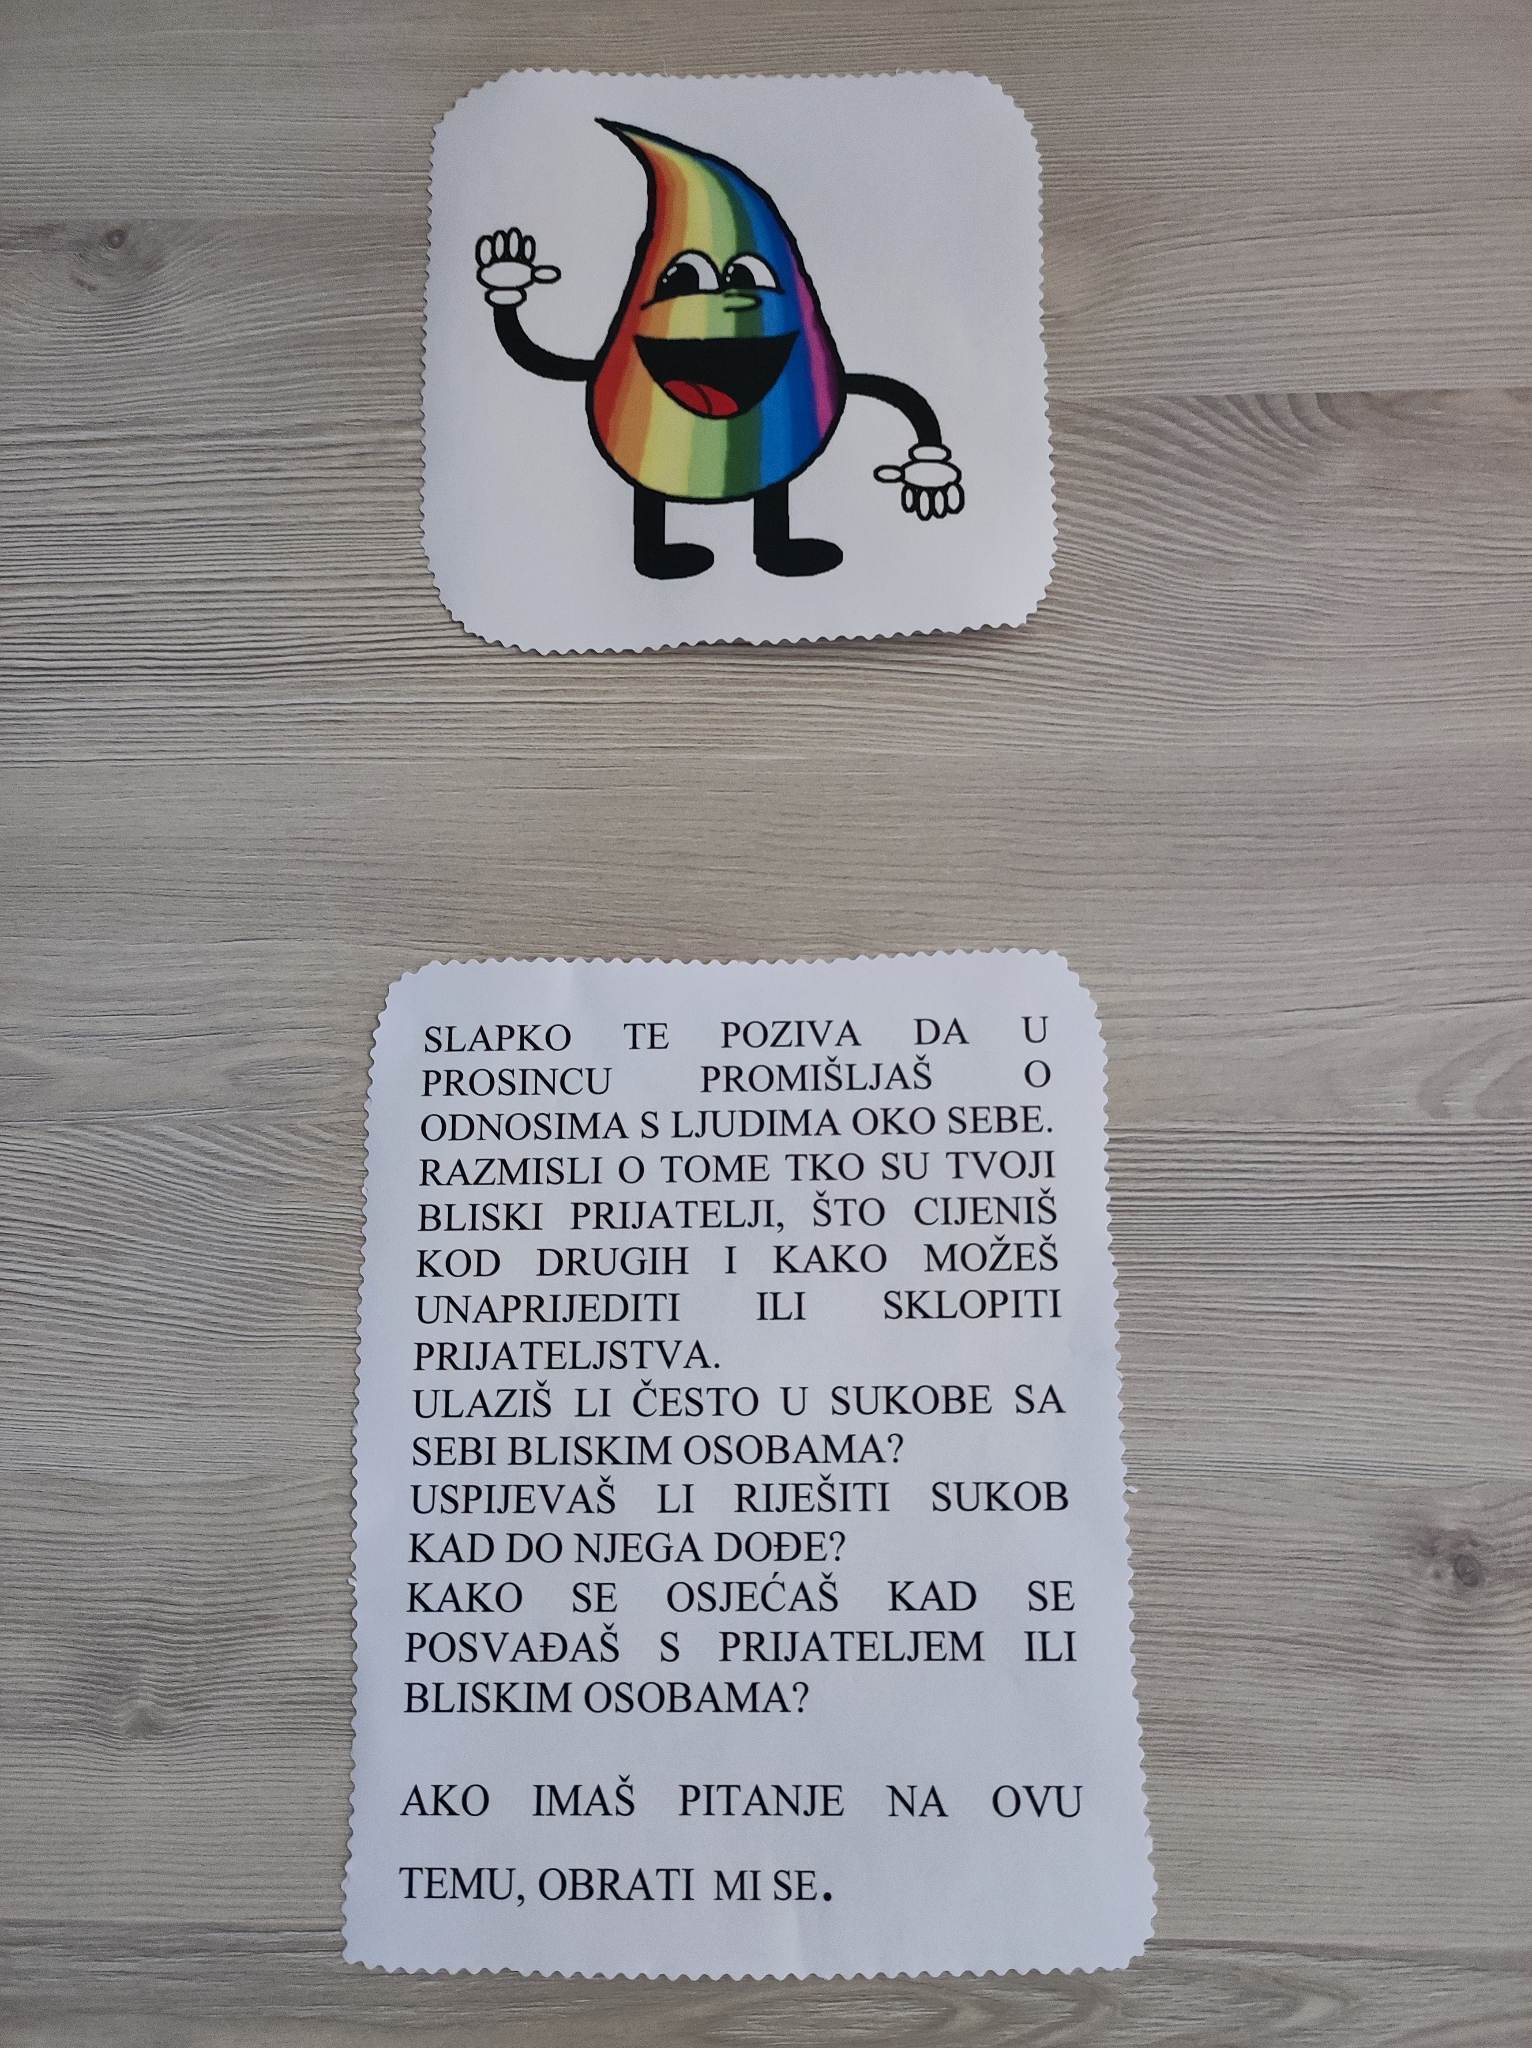 SLAPKO TE POZIVA DA U
PROSINCU PROMIŠLJAŠ O
ODNOSIMA S LJUDIMA OKO SEBE.
RAZMISLI O TOME TKO SU TVOJI
BLISKI PRIJATELJI, ŠTO CIJENIŠ
KOD DRUGIH I KAKO MOŽEŠ
UNAPRIJEDITI ILI SKLOPITI
PRIJATELJSTVA.
ULAZIŠ LI ČESTO U SUKOBE SA
SEBI BLISKIM OSOBAMA?
USPIJEVAŠ LI RIJEŠITI SUKOB
KAD DO NJEGA DOĐE?
KAKO SE OSJEĆAŠ KAD SE
POSVAĐAŠ S PRIJATELJEM ILI
BLISKIM OSOBAMA?
AKO IMAŠ PITANJE NA OVU
TEMU, OBRATI MI SE.